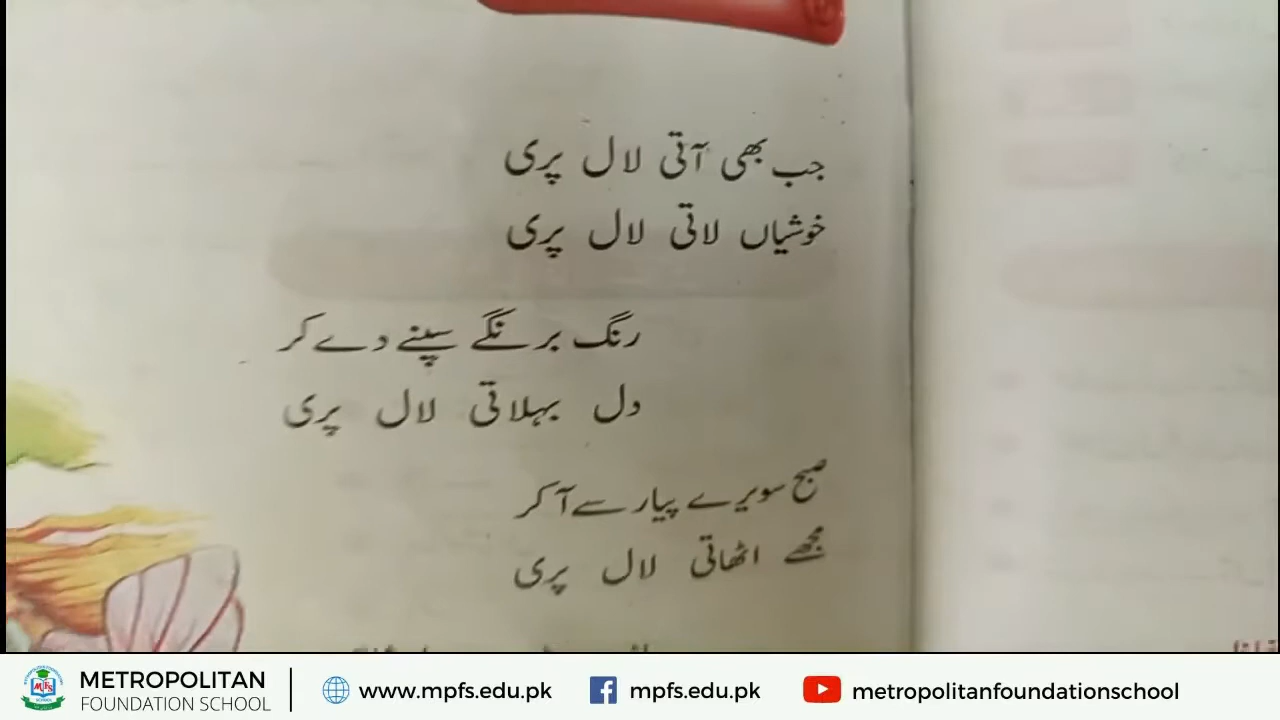 جب بھی آتی لال پری
خوشیاں لاتی لال پری
رنگ برنگے سپنے دے کر
دل بہلاتی لال پری
صبح سویرے پیار سے آ کر
مجھے اٹھاتی لال پری
METROPOLITAN
FOUNDATION SCHOOL
www.mpfs.edu.pk
mpfs.edu.pk
metropolitanfoundationschool